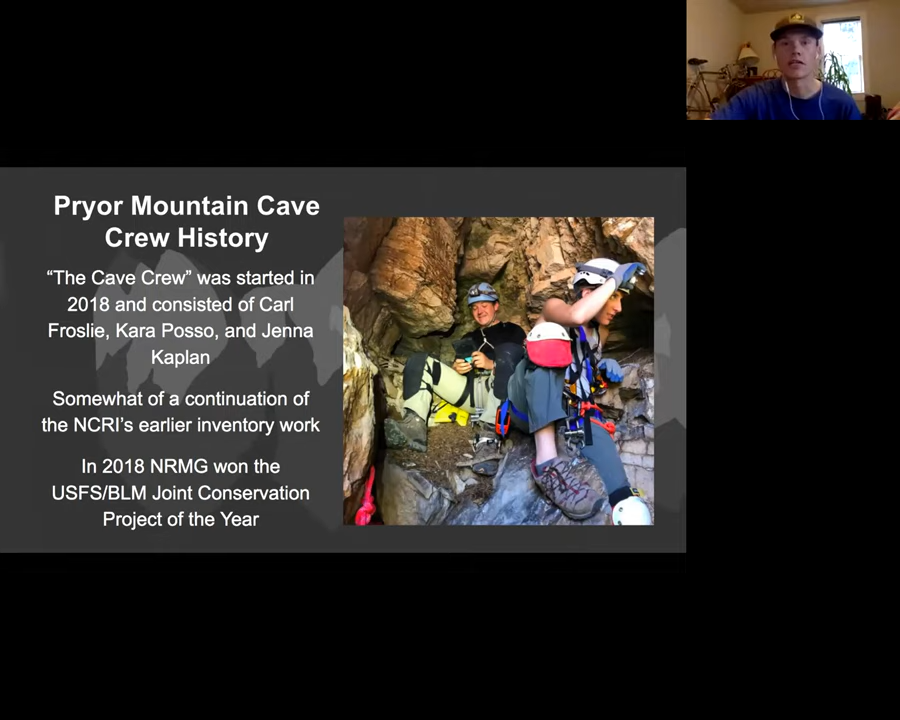 Pryor Mountain Cave
Crew History
“The Cave Crew” was started in
2018 and consisted of Carl
Froslie, Kara Posso, and Jenna
Kaplan
Somewhat of a continuation of
the NCRI’s earlier inventory work
In 2018 NRMG won the
USFS/BLM Joint Conservation
Project of the Year